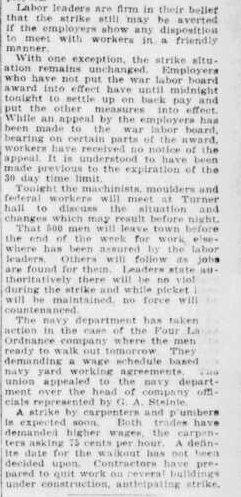 Labor leaders are firm in their belief
that the strike still may be averted
if the employers show any disposition
to meet with workers in a friendly
manner.
With one exception, the strike situ-
ation remains unchanged. Employers
who have not put the war labor board
award into effect have until midnight
tonight to settle up on back pay and
put the other measures into effect.
While an appeal by the employers has
been made to the war labor board,
bearing on certain parts of the award,
workers have received no notice of the
appeal. It is understood to have been
made previous to the expiration of the
30 day time limit.
Tonight the machinists, moulders and
federal workers will meet at Turner
hall to discuss the situation and
changes which may result before night.
That 500 men will leave town before
the end of the week for work else-
where has been assured by the labor
leaders. Others will follow as jobs
are found for them. Leaders state au-
thoritatively there will be no viol
during the strike and while picket
will be maintained, no force will
countenanced.
The navy department has taken
action in the case of the Four La
Ordnance company where the men
ready to walk out tomorrow They
demanding a wage schedule based
navy yard working agreements.
union appealed to the navy depart-
ment over the head of company offi-
cials represented by G. A. Steinle.
A strike by carpenters and plumbers
is expected soon. Both trades have
demanded higher wages, the carpen-
ters asking 75 cents per hour. A defin-
ite date for the walkout has not been
decided upon. Contractors have pre-
pared to quit work on several buildings
under construction, anticipating strike.